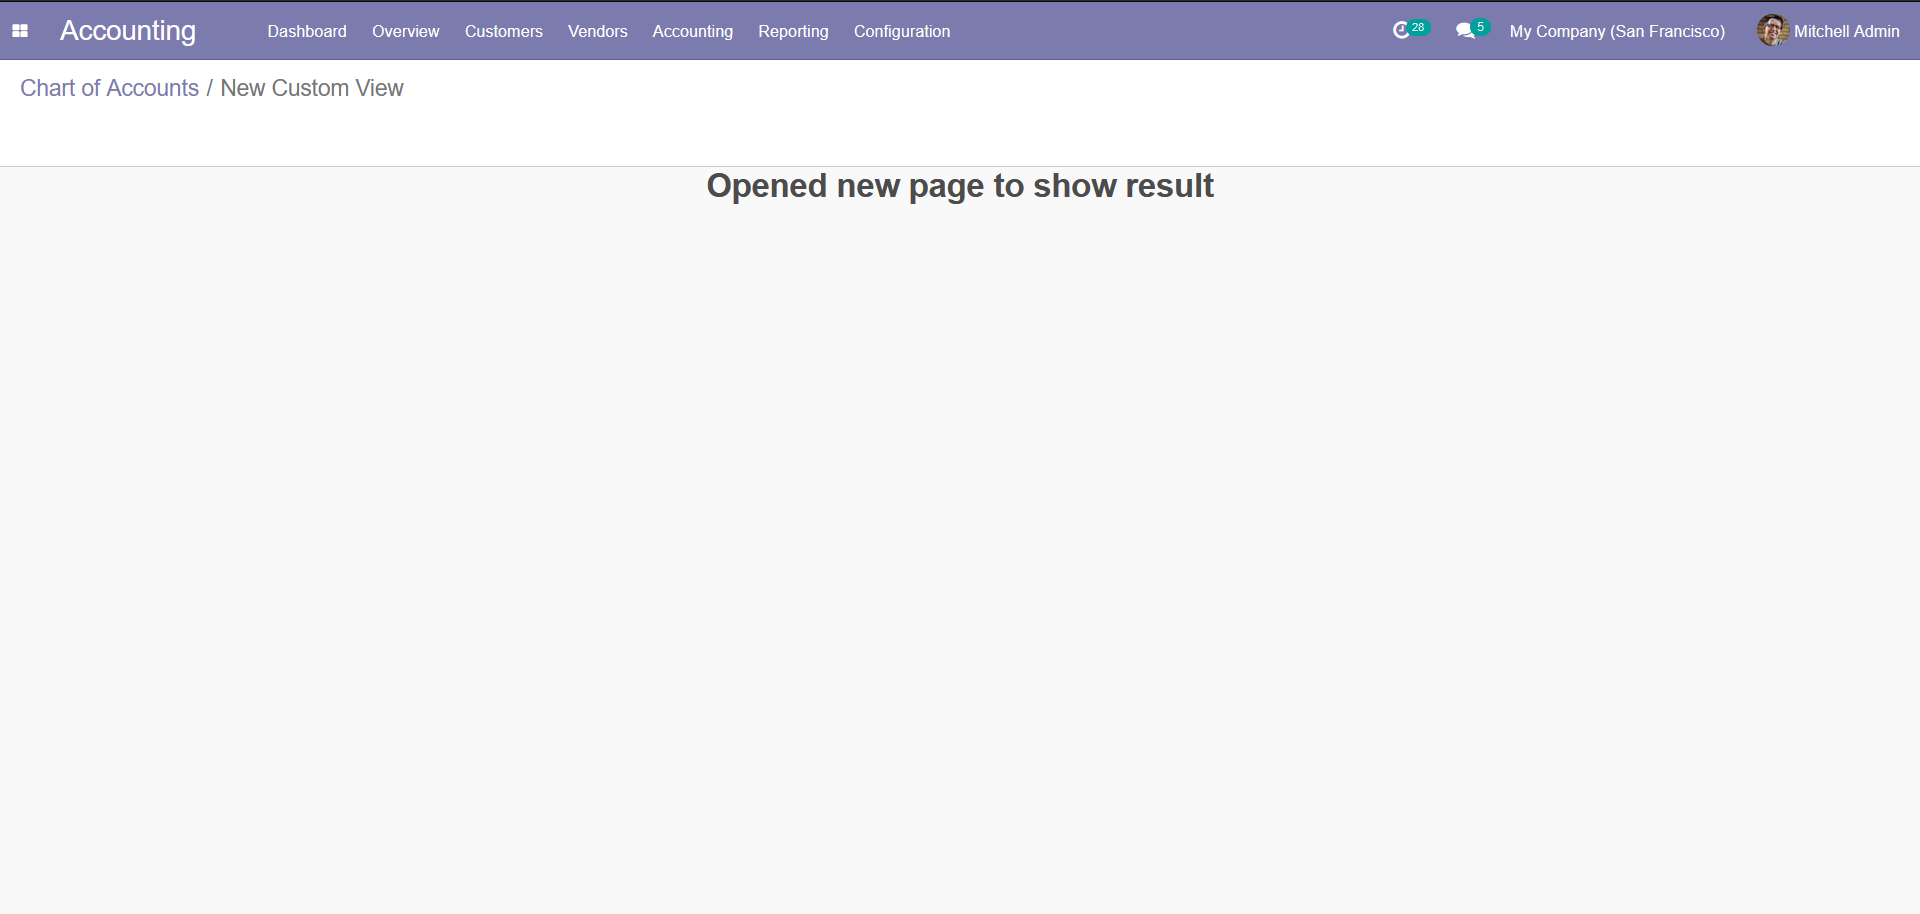 Accounting Dashboard Overview Customers Vendors Accounting Reporting Configuration 28 5 My Company (San Francisco) Mitchell Admin
Chart of Accounts / New Custom View
Opened new page to show result